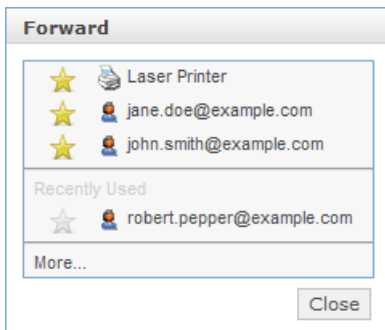 Forward
Laser Printer
jane.doe@example.com
john.smith@example.com
Recently Used
robert.pepper@example.com
More...
Close